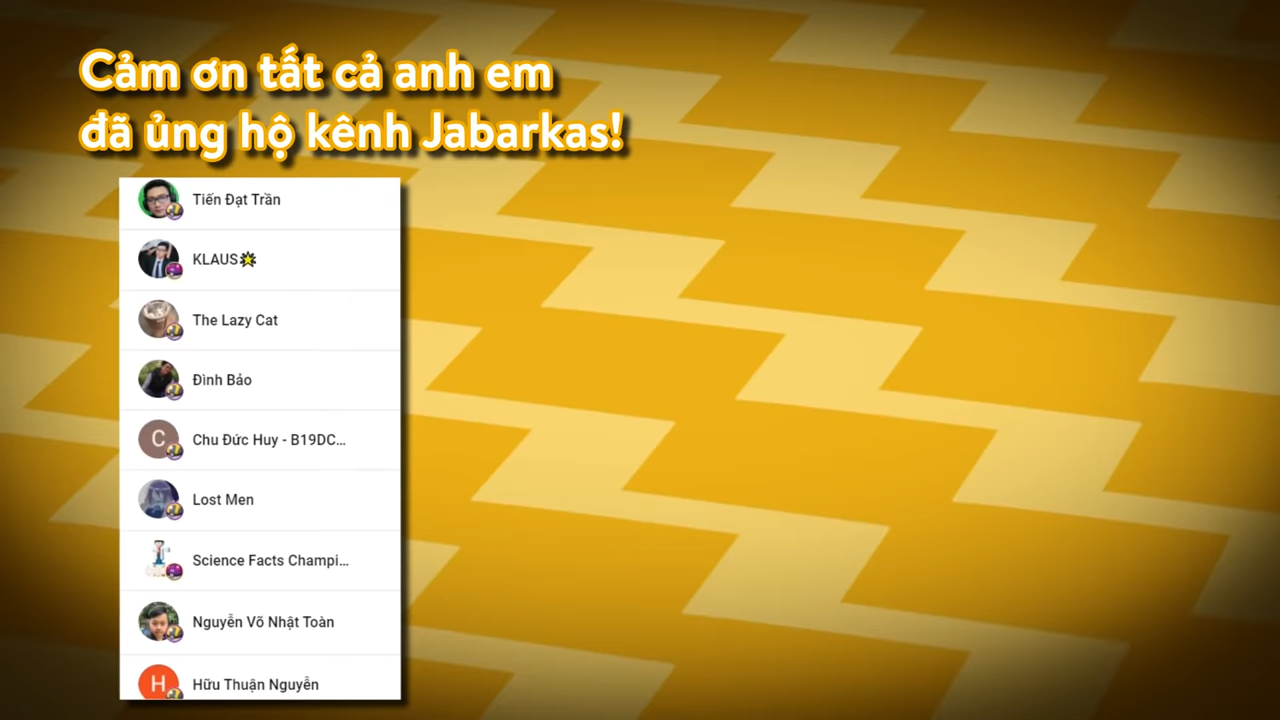 Cảm ơn tất cả anh em
đã ủng hộ kênh Jabarkas!
Tiến Đạt Trần
KLAUS🌟
The Lazy Cat
Đình Bảo
C
Chu Đức Huy - B19DC...
Lost Men
Science Facts Champi...
Nguyễn Võ Nhật Toàn
H
Hữu Thuận Nguyễn